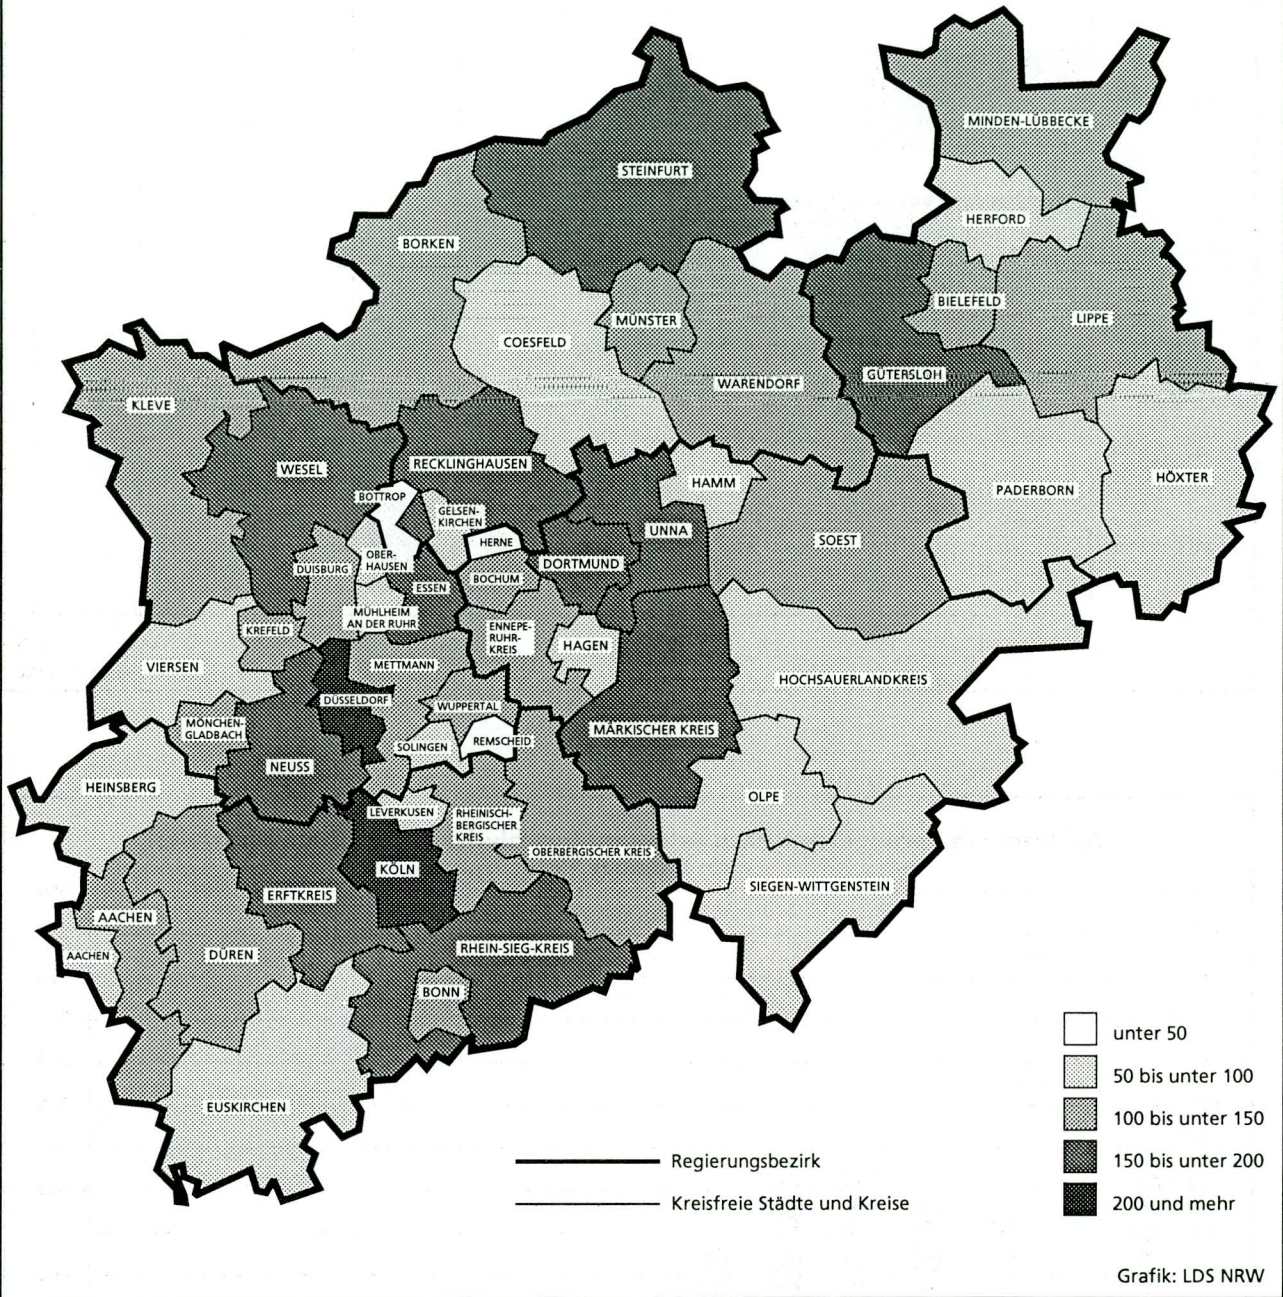 MINDEN-LÜBBECKE
STEINFURT
HERFORD
BORKEN
BIELEFELD
MÜNSTER
LIPPE
COESFELD
GÜTERSLOH
WARENDORF
KLEVE
RECKLINGHAUSEN
WESEL
HÖXTER
HAMM
PADERBORN
BOTTROP
GELSEN-
KIRCHEN
UNNA
SOEST
HERNE
OBER-
HAUSEN
DORTMUND
DUISBURG
BOCHUM
ESSEN
MÜHLHEIM
AN DER RUHR
KREFELD
ENNEPE-
RUHR-
KREIS
HAGEN
METTMANN
VIERSEN
HOCHSAUERLANDKREIS
DÜSSELDORF
WUPPERTAL
MÖNCHEN-
GLADBACH
MÄRKISCHER KREIS
REMSCHEID
SOLINGEN
NEUSS
HEINSBERG
OLPE
LEVERKUSEN
RHEINISCH-
BERGISCHER
KREIS
OBERBERGISCHER KREIS
KÖLN
SIEGEN-WITTGENSTEIN
ERFTKREIS
AACHEN
RHEIN-SIEG-KREIS
AACHEN
DÜREN
BONN
EUSKIRCHEN
unter 50
50 bis unter 100
100 bis unter 150
150 bis unter 200
200 und mehr
Regierungsbezirk
Kreisfreie Städte und Kreise
Grafik: LDS NRW